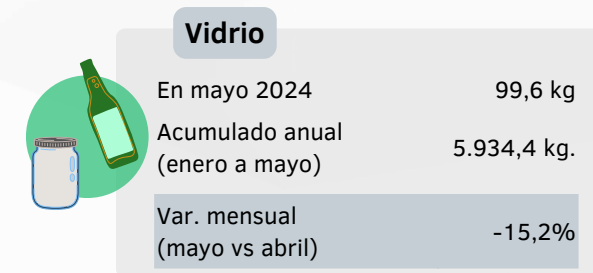 Vidrio
En mayo 2024 99,6 kg
Acumulado anual
(enero a mayo) 5.934,4 kg.
Var. mensual
(mayo vs abril) -15,2%